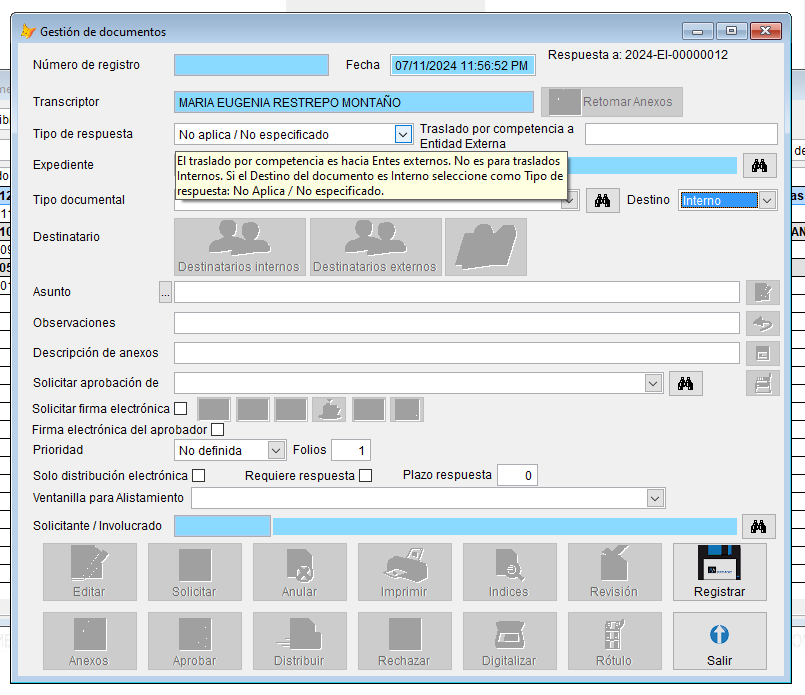 Gestión de documentos
Número de registro
Fecha
07/11/2024 11:56:52 PM
Respuesta a: 2024-EI-00000012
Transcriptor
MARIA EUGENIA RESTREPO MONTAÑO
Retomar Anexos
Tipo de respuesta
No aplica / No especificado
Traslado por competencia a
Entidad Externa
Expediente
El traslado por competencia es hacia Entes externos. No es para traslados
Internos. Si el Destino del documento es Interno seleccione como Tipo de
respuesta: No Aplica / No especificado.
Tipo documental
Destino
Interno
Destinatario
Destinatarios internos
Destinatarios externos
Asunto
...
Observaciones
Descripción de anexos
Solicitar aprobación de
Solicitar firma electrónica
Firma electrónica del aprobador
Prioridad
No definida
Folios
1
Solo distribución electrónica
Requiere respuesta
Plazo respuesta
0
Ventanilla para Alistamiento
Solicitante / Involucrado
Editar
Solicitar
Anular
Imprimir
Indices
Revisión
Registrar
Anexos
Aprobar
Distribuir
Rechazar
Digitalizar
Rótulo
Salir